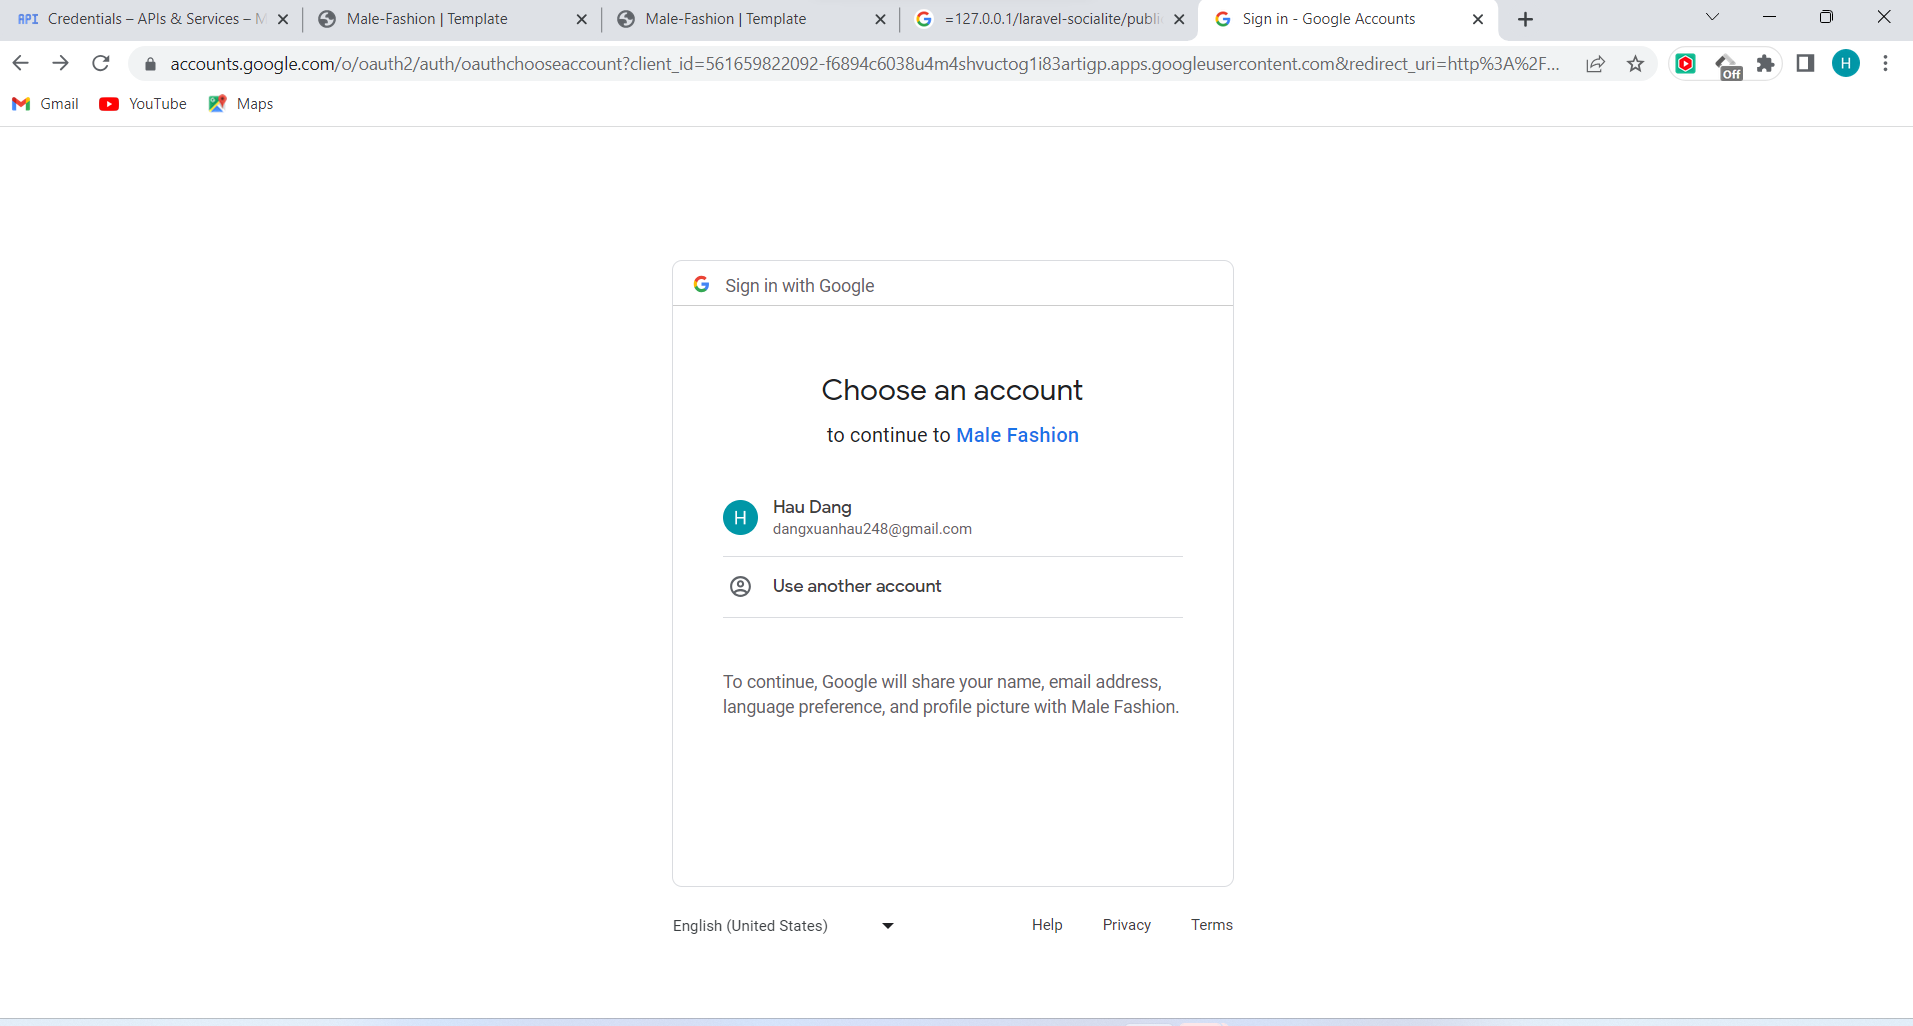 API Credentials – APIs & Services – M
Male-Fashion | Template
Male-Fashion | Template
=127.0.0.1/laravel-socialite/publi
Sign in - Google Accounts
accounts.google.com/o/oauth2/auth/oauthchooseaccount?client_id=561659822092-f6894c6038u4m4shvuctog1i83artigp.apps.googleusercontent.com&redirect_uri=http%3A%2F...
Off
H
Gmail
YouTube
Maps
Sign in with Google
Choose an account
to continue to Male Fashion
H
Hau Dang
dangxuanhau248@gmail.com
Use another account
To continue, Google will share your name, email address,
language preference, and profile picture with Male Fashion.
English (United States)
Help
Privacy
Terms